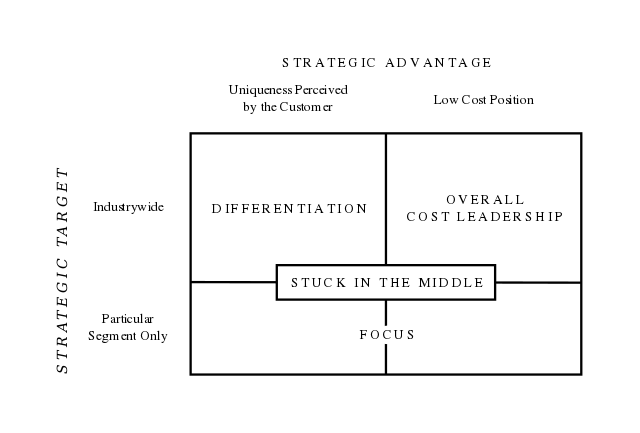 STRATEGIC ADVANTAGE
Uniqueness Perceived
by the Customer
Low Cost Position
STRATEGIC TARGET
Industrywide
DIFFERENTIATION
OVERALL
COST LEADERSHIP
STUCK IN THE MIDDLE
Particular
Segment Only
FOCUS